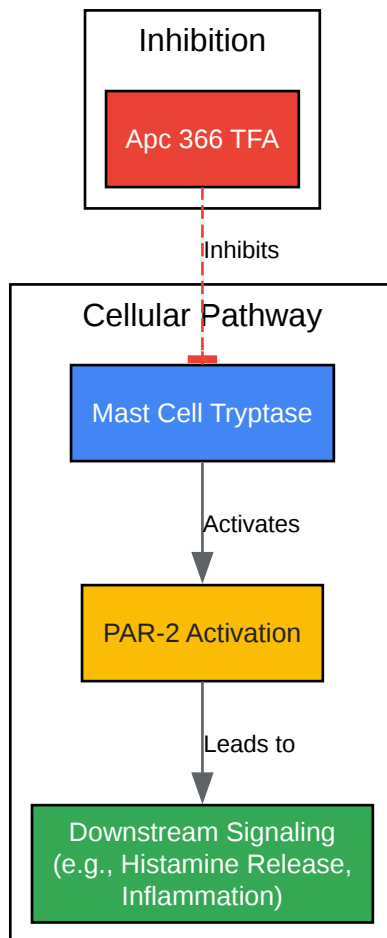 Inhibition
Apc 366 TFA
Inhibits
Cellular Pathway
Mast Cell Tryptase
Activates
PAR-2 Activation
Leads to
Downstream Signaling
(e.g., Histamine Release,
Inflammation)